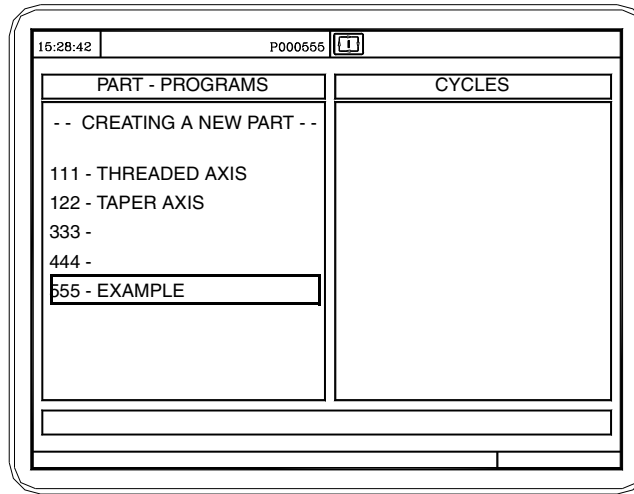 15:28:42 P000555
PART - PROGRAMS
CYCLES
- - CREATING A NEW PART - -
111 - THREADED AXIS
122 - TAPER AXIS
333 -
444 -
555 - EXAMPLE